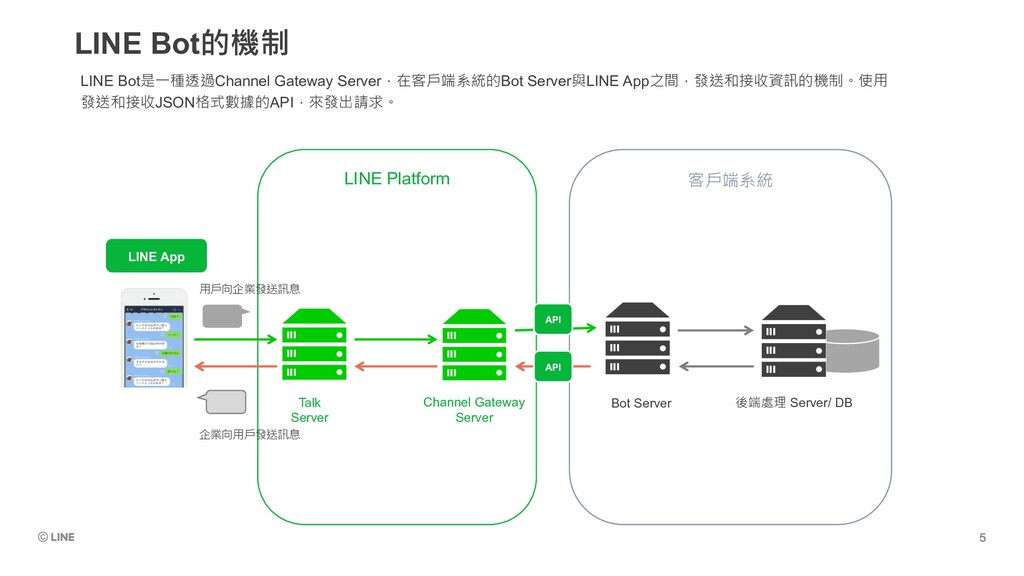 LINE Bot的機制
LINE Bot是一種透過Channel Gateway Server，在客戶端系統的Bot Server與LINE App之間，發送和接收資訊的機制。使用
發送和接收JSON格式數據的API，來發出請求。
LINE Platform
客戶端系統
LINE App
用戶向企業發送訊息
API
API
Talk
Server
Channel Gateway
Server
Bot Server
後端處理 Server/ DB
企業向用戶發送訊息
© LINE
5